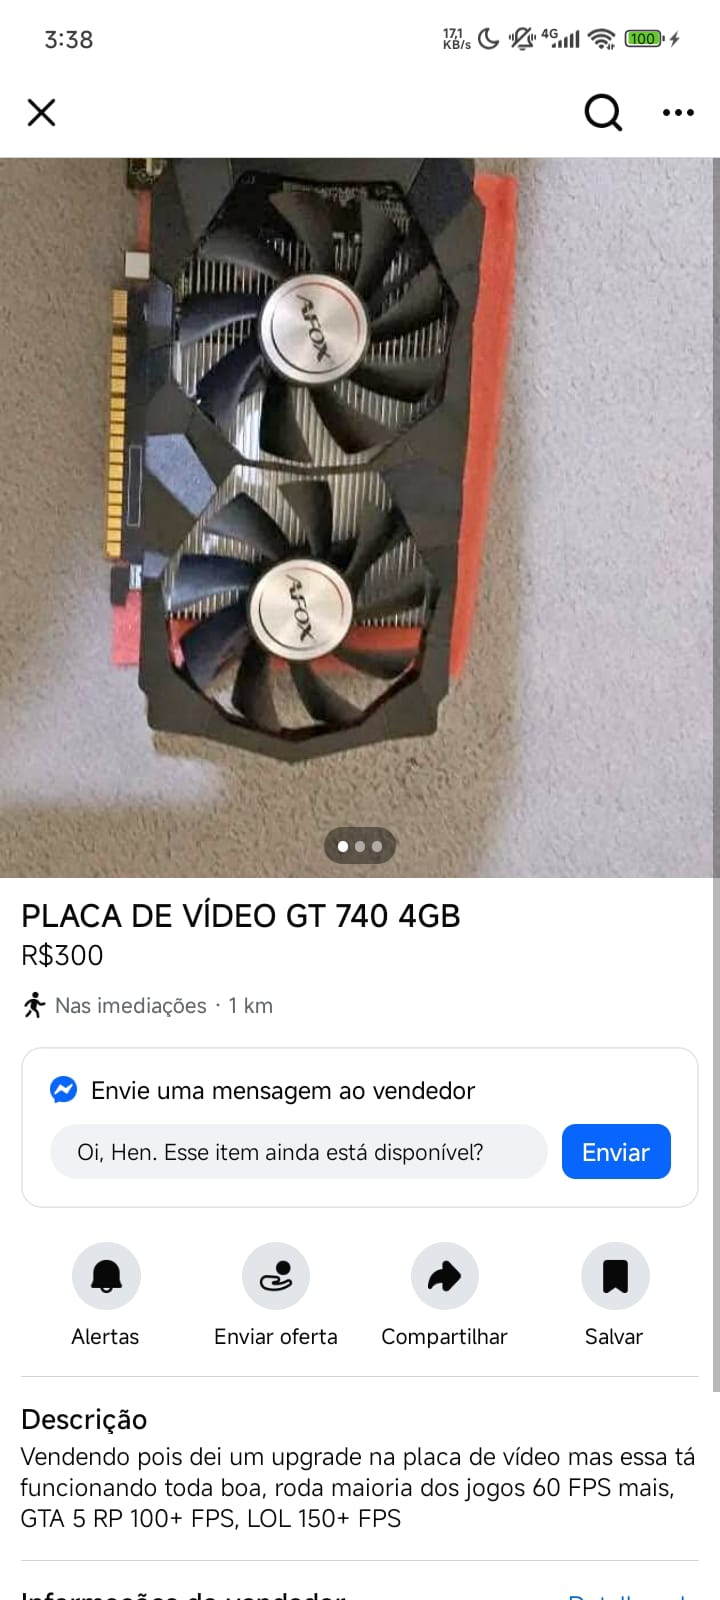 3:38
17,1
KB/s
4G
100
AFOX
AFOX
PLACA DE VÍDEO GT 740 4GB
R$300
Nas imediações · 1 km
Envie uma mensagem ao vendedor
Oi, Hen. Esse item ainda está disponível?
Enviar
Alertas
Enviar oferta
Compartilhar
Salvar
Descrição
Vendendo pois dei um upgrade na placa de vídeo mas essa tá
funcionando toda boa, roda maioria dos jogos 60 FPS mais,
GTA 5 RP 100+ FPS, LOL 150+ FPS
Informações do vendedor